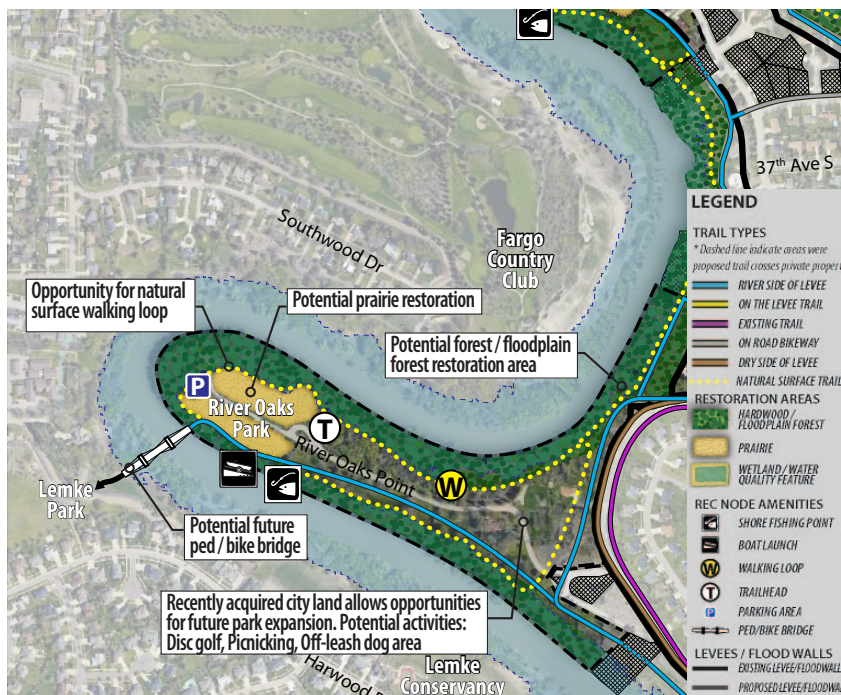 37th Ave S
Southwood Dr
Fargo
Country
Club
Opportunity for natural
surface walking loop
Potential prairie restoration
Potential forest / floodplain
forest restoration area
P
River Oaks
Park
T
River Oaks Point
W
Lemke
Park
Potential future
ped / bike bridge
Recently acquired city land allows opportunities
for future park expansion. Potential activities:
Disc golf, Picnicking, Off-leash dog area
Harwood
Lemke
Conservancy
LEGEND
TRAIL TYPES
* Dashed line indicate areas were
proposed trail crosses private propert
RIVER SIDE OF LEVEE
ON THE LEVEE TRAIL
EXISTING TRAIL
ON ROAD BIKEWAY
DRY SIDE OF LEVEE
NATURAL SURFACE TRAIL
RESTORATION AREAS
HARDWOOD /
FLOODPLAIN FOREST
PRAIRIE
WETLAND / WATER
QUALITY FEATURE
REC NODE AMENITIES
SHORE FISHING POINT
BOAT LAUNCH
W WALKING LOOP
T TRAILHEAD
P PARKING AREA
PED/BIKE BRIDGE
LEVEES / FLOOD WALLS
EXISTING LEVEE/FLOODWALL
PROPOSED LEVEE/FLOODWAL